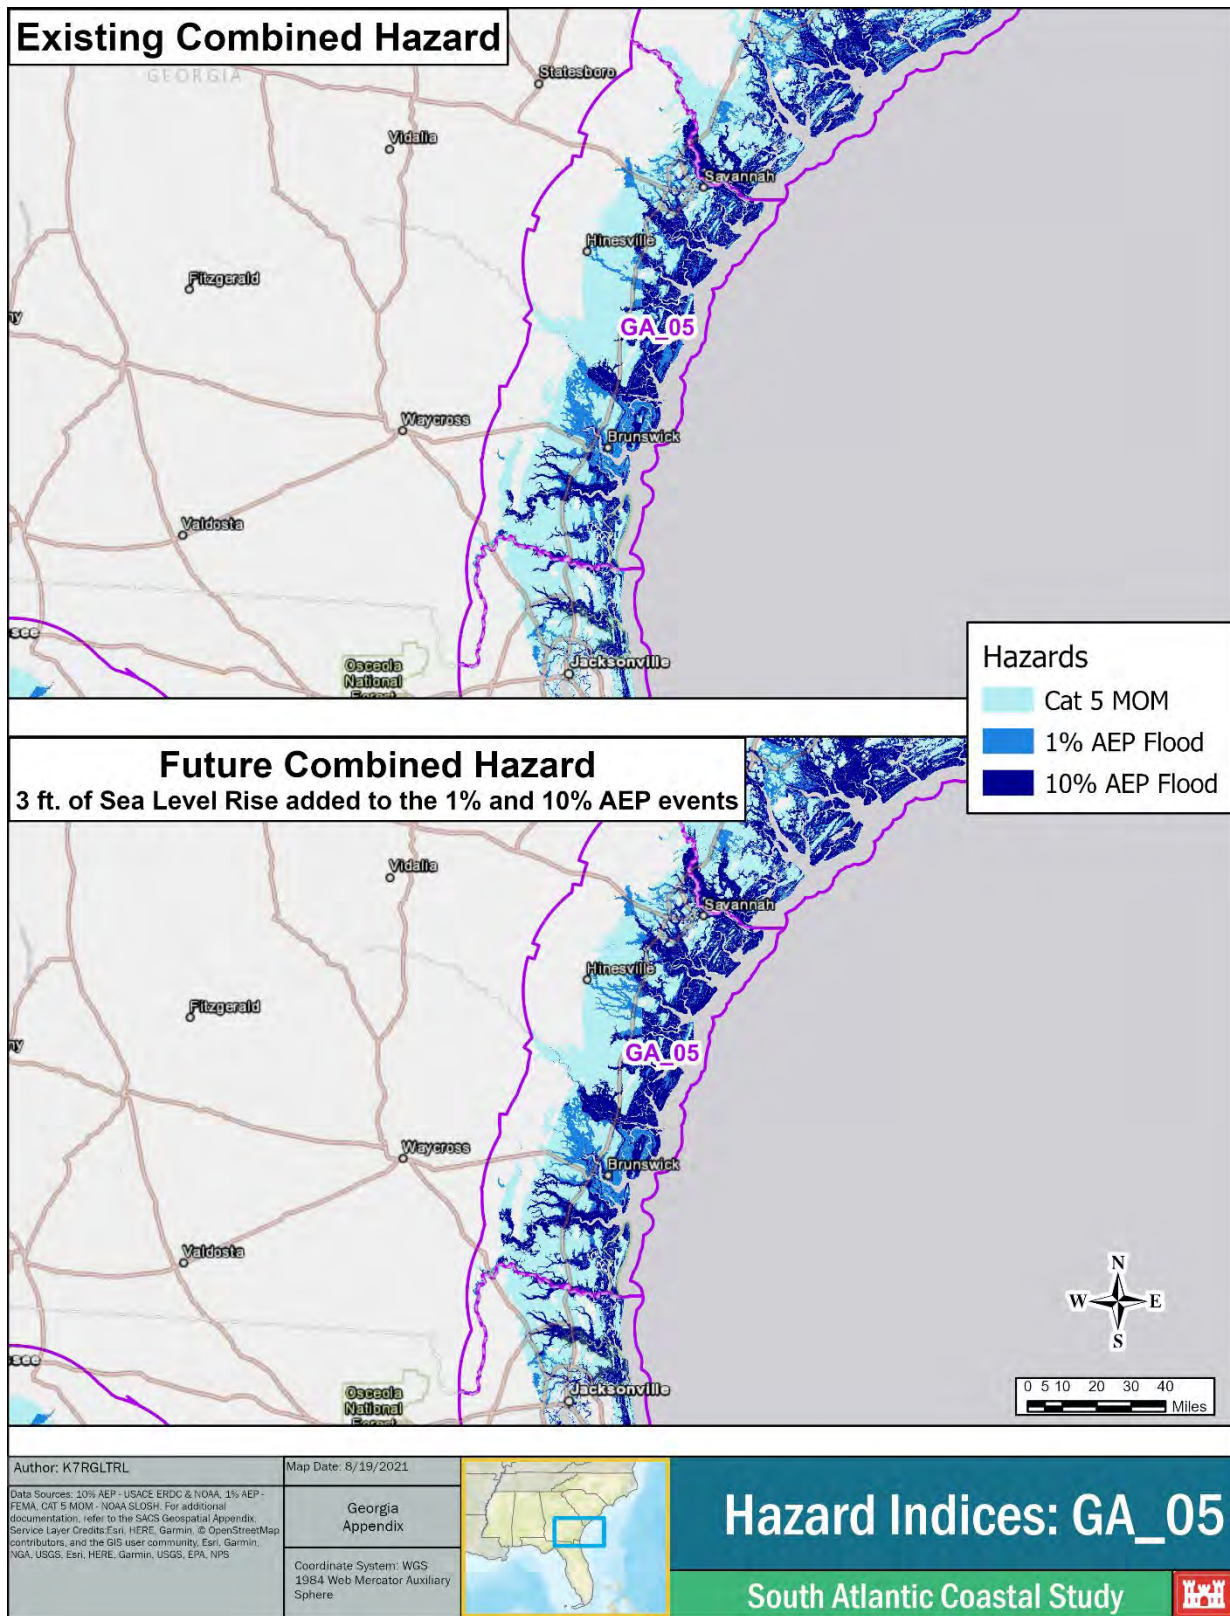 Existing Combined Hazard
GEORGIA
Statesboro
Vidalia
Savannah
Hinesville
Fitzgerald
ny
GA_05
Waycross
Brunswick
Valdosta
see
Osceola
National
Forest
Jacksonville
Hazards
Cat 5 MOM
1% AEP Flood
10% AEP Flood
Future Combined Hazard
3 ft. of Sea Level Rise added to the 1% and 10% AEP events
Vidalia
Savannah
Hinesville
Fitzgerald
ny
GA_05
Waycross
Brunswick
Valdosta
see
Osceola
National
Forest
Jacksonville
N
W E
S
0 5 10 20 30 40
Miles
Author: K7RGLTRL
Data Sources: 10% AEP - USACE ERDC & NOAA, 1% AEP -
FEMA, CAT 5 MOM - NOAA SLOSH. For additional
documentation, refer to the SACS Geospatial Appendix.
Service Layer Credits:Esri, HERE, Garmin, © OpenStreetMap
contributors, and the GIS user community, Esri, Garmin,
NGA, USGS, Esri, HERE, Garmin, USGS, EPA, NPS
Map Date: 8/19/2021
Georgia
Appendix
Coordinate System: WGS
1984 Web Mercator Auxiliary
Sphere
Hazard Indices: GA_05
South Atlantic Coastal Study